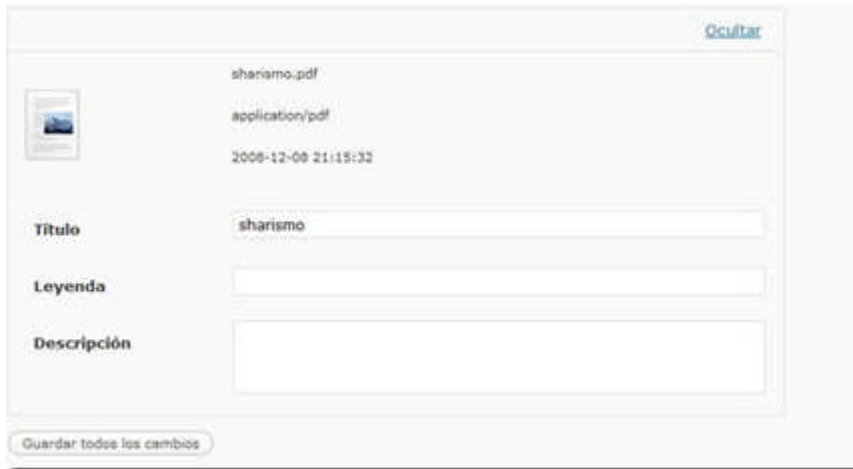 Ocultar
sharismo.pdf
application/pdf
2008-12-08 21:15:32
Título
sharismo
Leyenda
Descripción
Guardar todos los cambios